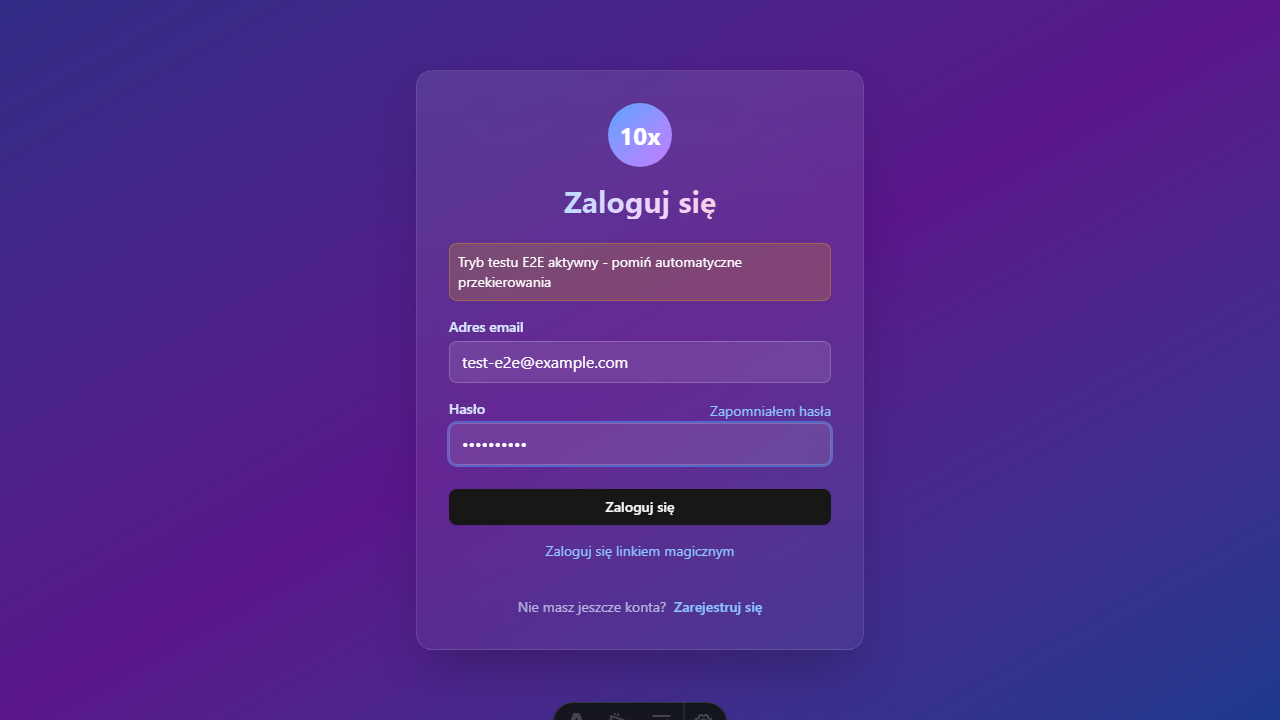 10x
Zaloguj się
Tryb testu E2E aktywny - pomiń automatyczne
przekierowania
Adres email
test-e2e@example.com
Hasło
Zapomniałem hasła
••••••••••
Zaloguj się
Zaloguj się linkiem magicznym
Nie masz jeszcze konta? Zarejestruj się